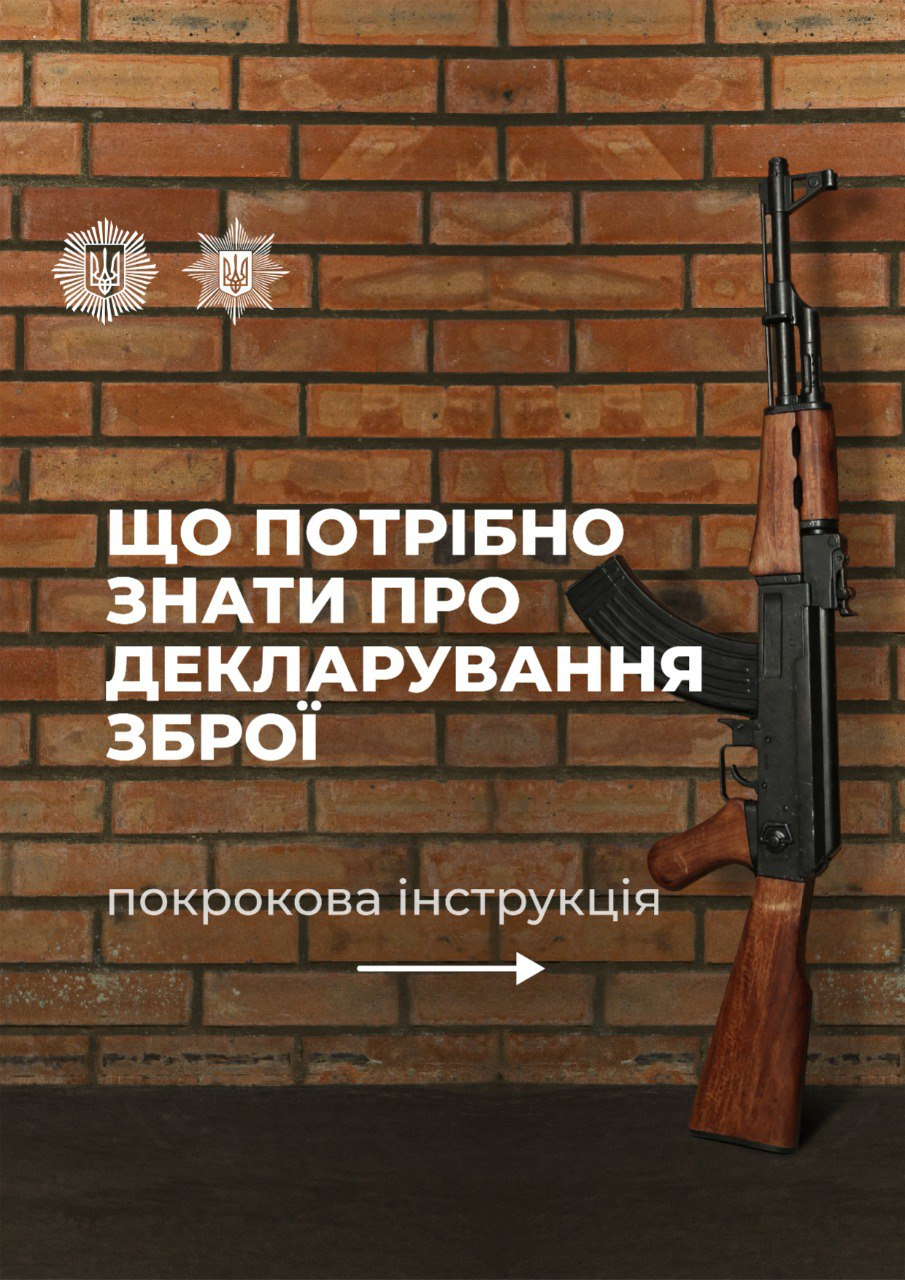 ЩО ПОТРІБНО
ЗНАТИ ПРО
ДЕКЛАРУВАННЯ
ЗБРОЇ
покрокова інструкція